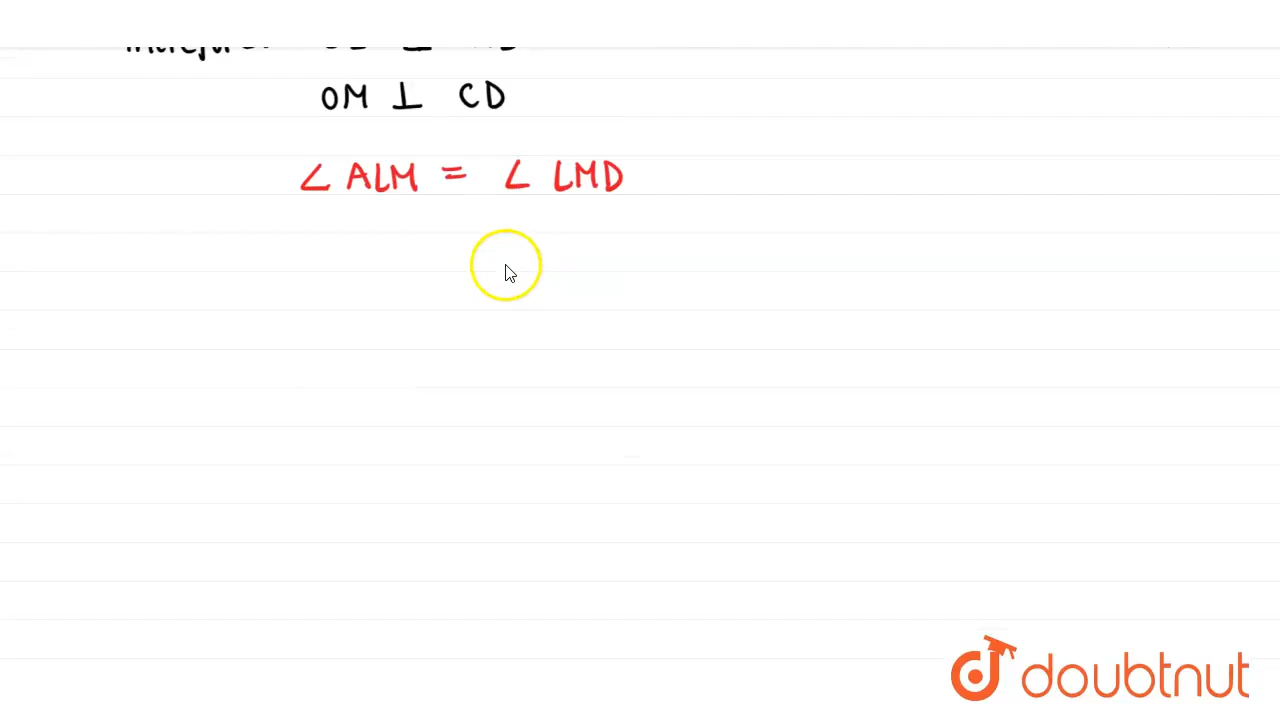 OM ⊥ CD
∠ ALM = ∠ LMD
doubtnut